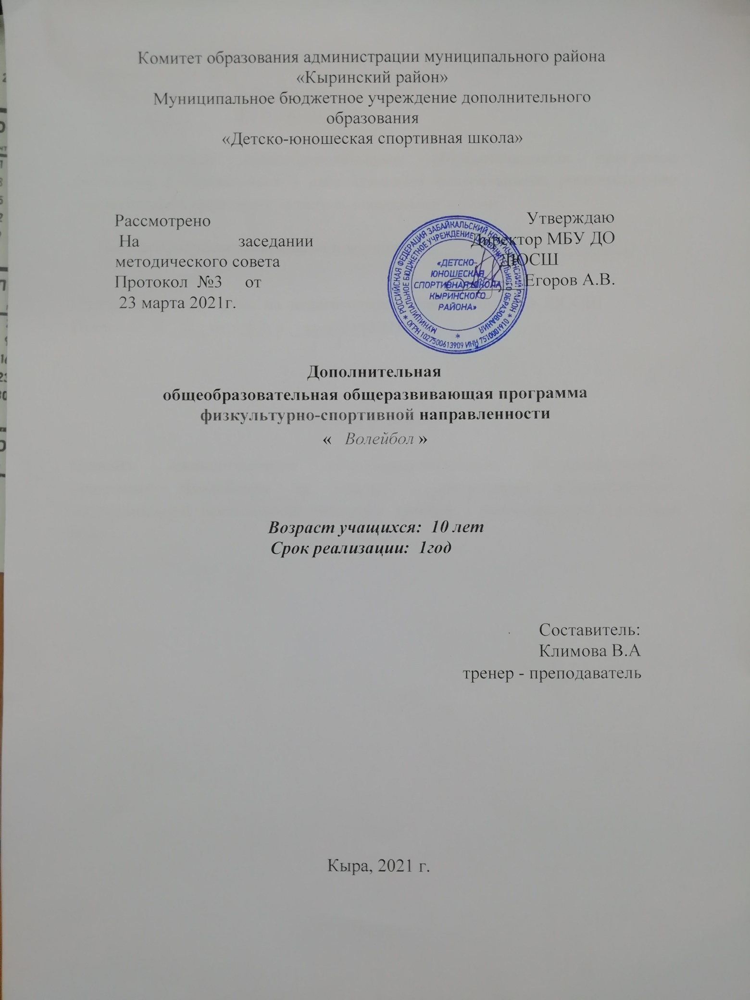 Комитет образования администрации муниципального района
«Кыринский район»
Муниципальное бюджетное учреждение дополнительного
образования
«Детско-юношеская спортивная школа»
Рассмотрено
На заседании
методического совета
Протокол №3 от
23 марта 2021г.
Утверждаю
Директор МБУ ДО
ДЮСШ
Егоров А.В.
РОССИЙСКАЯ ФЕДЕРАЦИЯ ЗАБАЙКАЛЬСКИЙ КРАЙ КЫРИНСКИЙ РАЙОН
ОГРН 1027500613909 ИНН
МУНИЦИПАЛЬНОЕ БЮДЖЕТНОЕ УЧРЕЖДЕНИЕ ДОПОЛНИТЕЛЬНОГО ОБРАЗОВАНИЯ
«ДЕТСКО-
ЮНОШЕСКАЯ
СПОРТИВНАЯ ШКОЛА
КЫРИНСКОГО
РАЙОНА»
Дополнительная
общеобразовательная общеразвивающая программа
физкультурно-спортивной направленности
« Волейбол »
Возраст учащихся: 10 лет
Срок реализации: 1год
Составитель:
Климова В.А
тренер - преподаватель
Кыра, 2021 г.